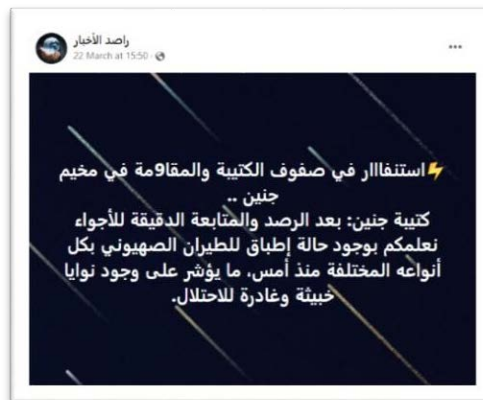 راصد الأخبار
22 March at 15:50
⚡استنفااار في صفوف الكتيبة والمقا9مة في مخيم
جنين ..
كتيبة جنين: بعد الرصد والمتابعة الدقيقة للأجواء
نعلمكم بوجود حالة إطباق للطيران الصهيوني بكل
أنواعه المختلفة منذ أمس، ما يؤشر على وجود نوايا
خبيثة وغادرة للاحتلال.